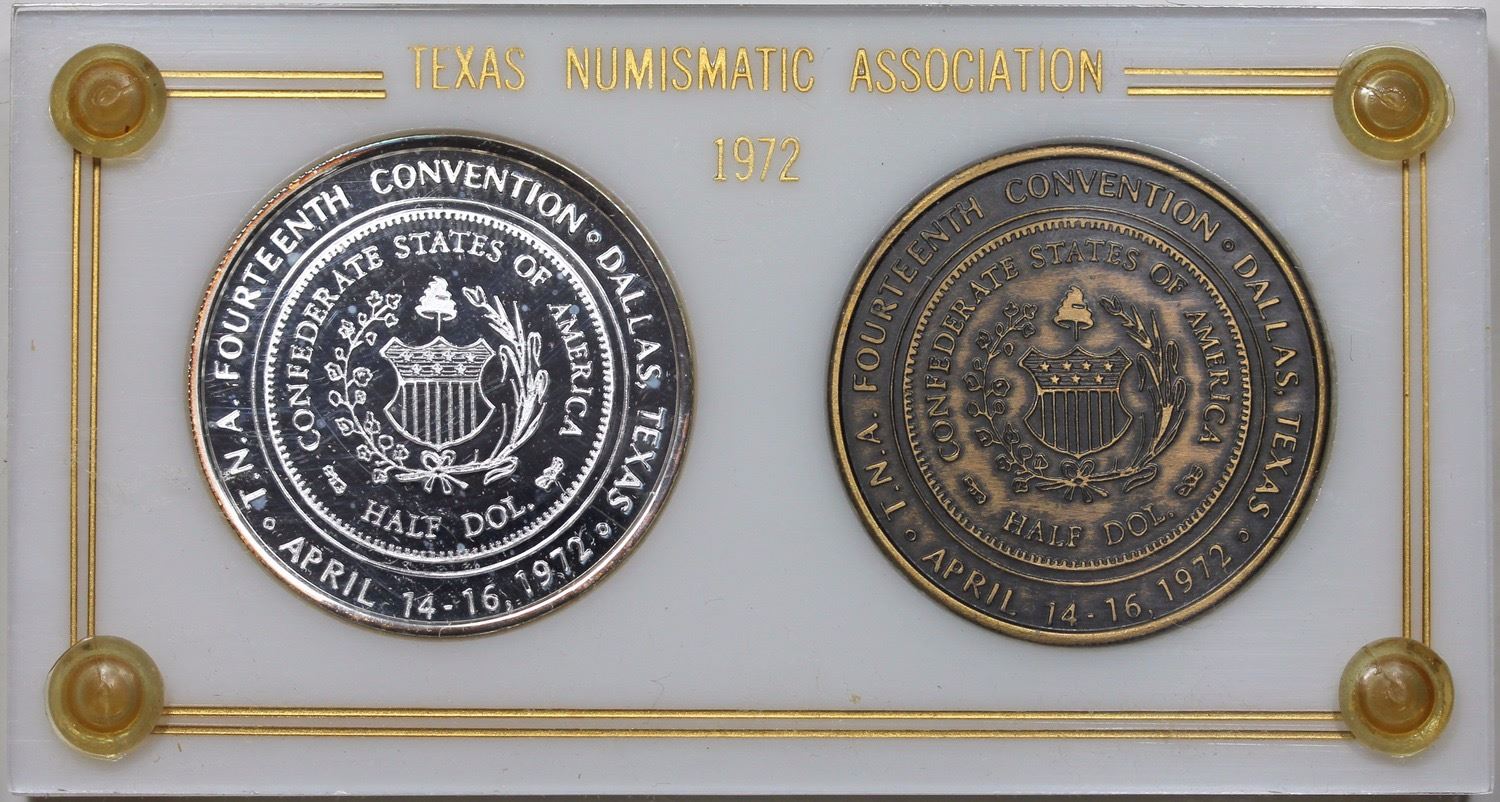 TEXAS NUMISMATIC ASSOCIATION
1972
T.N.A. FOURTEENTH CONVENTION
DALLAS, TEXAS
APRIL 14-16, 1972
CONFEDERATE STATES OF AMERICA
HALF DOL.
T.N.A. FOURTEENTH CONVENTION
DALLAS, TEXAS
APRIL 14-16, 1972
CONFEDERATE STATES OF AMERICA
HALF DOL.